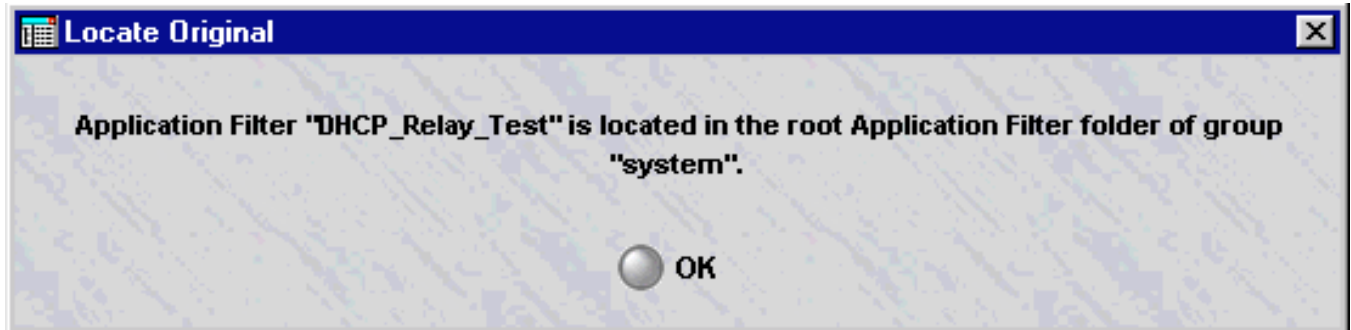 Locate Original
Application Filter "DHCP_Relay_Test" is located in the root Application Filter folder of group
"system".
OK